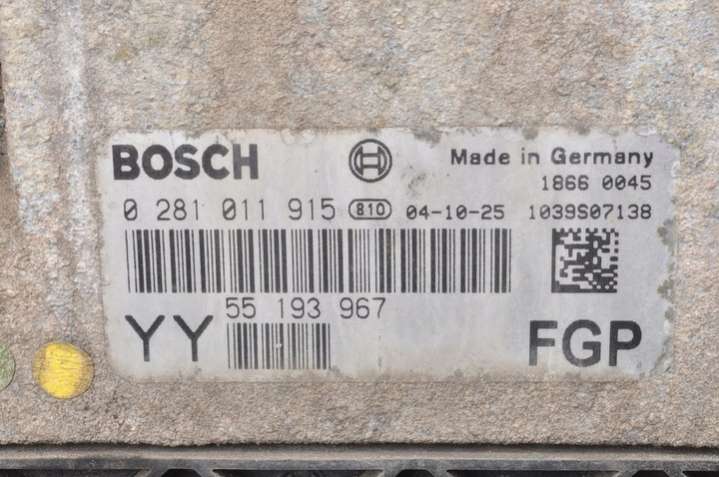 BOSCH Made in Germany
1866 0045
0 281 011 915 810 04-10-25 1039S07138
55 193 967
YY FGP